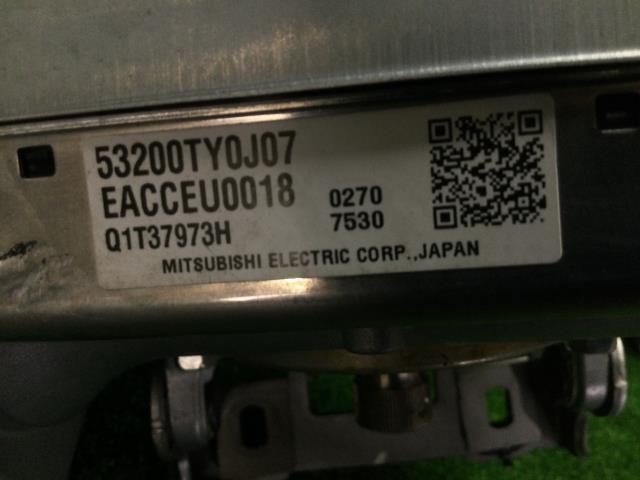 53200TY0J07
EACCEU0018 0270
Q1T37973H 7530
MITSUBISHI ELECTRIC CORP.,JAPAN